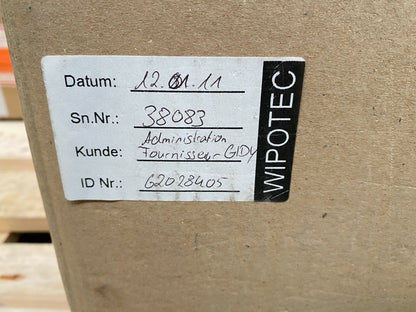 Datum: 12.01.11
Sn.Nr.: 38083
Administration
Kunde: Fournisseur GIDY
ID Nr.: 62028405
WIPOTEC